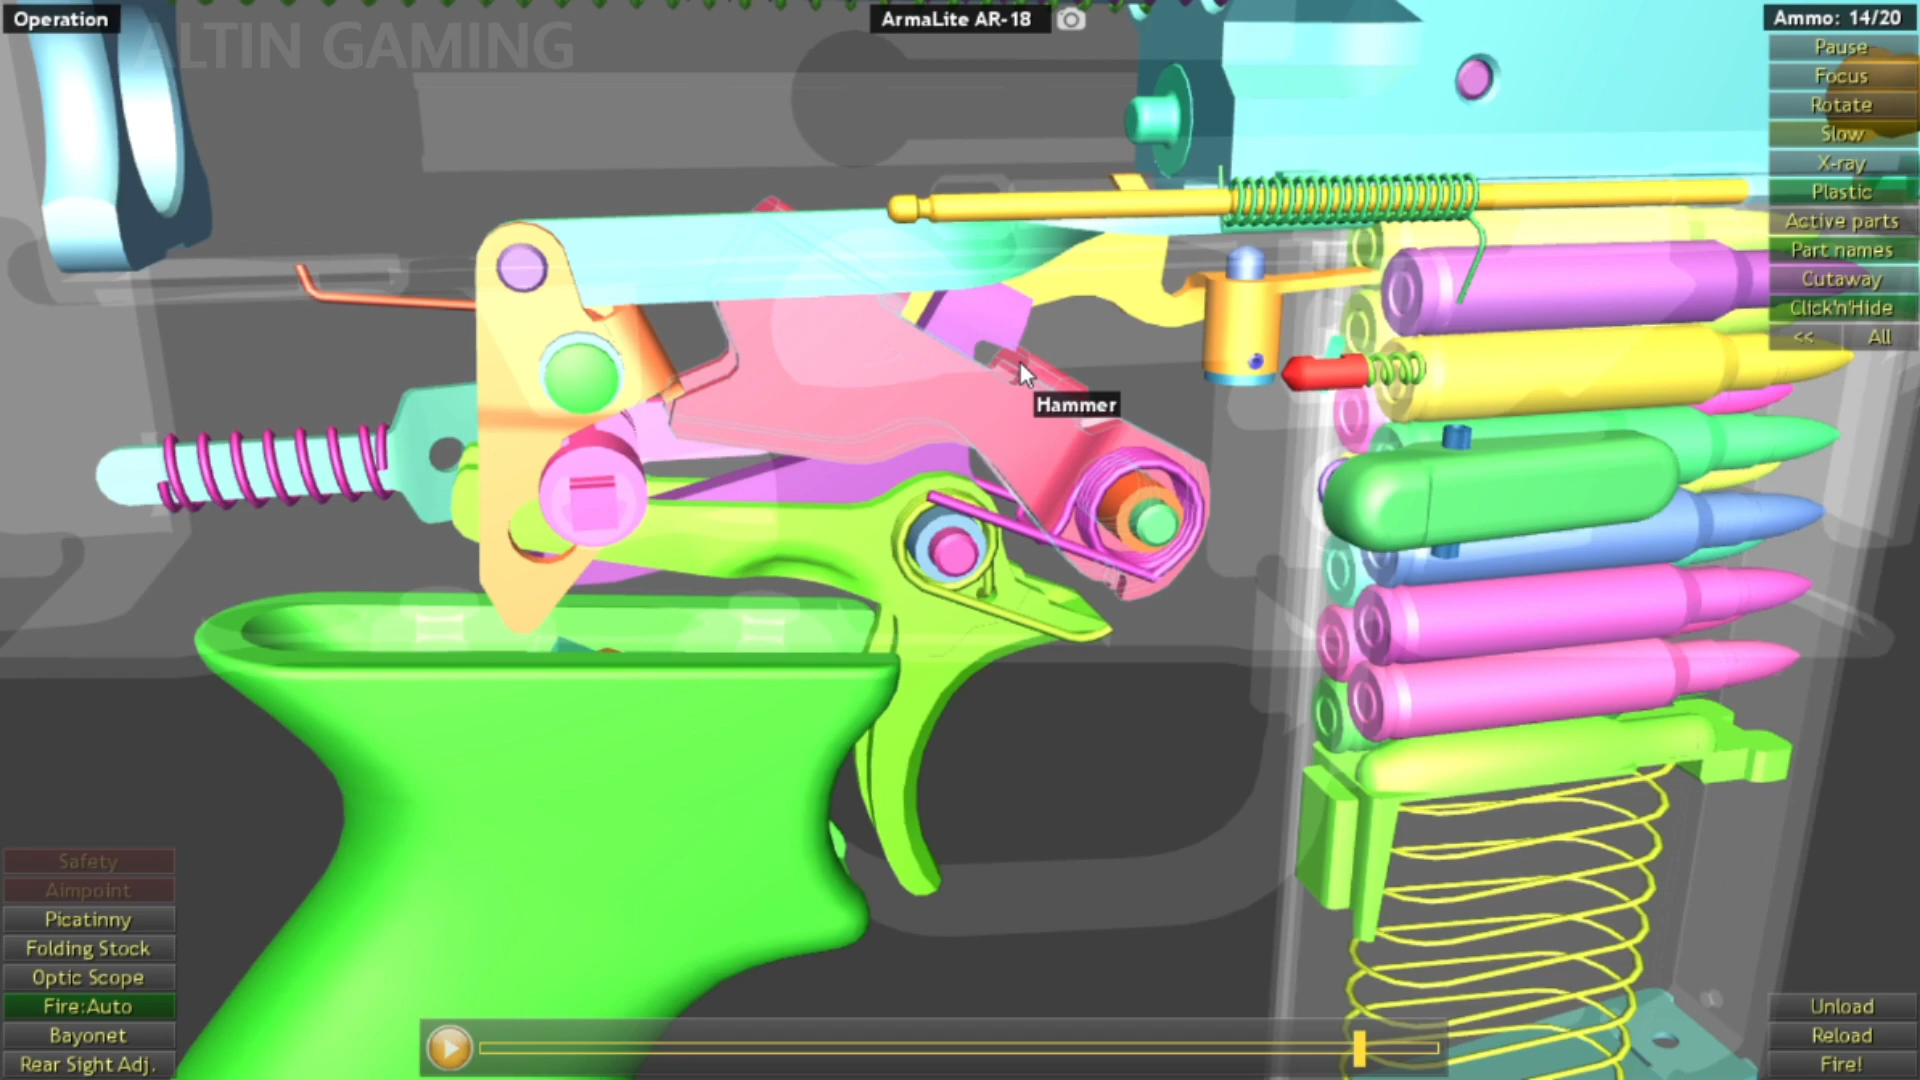 Operation
ALTIN GAMING
ArmaLite AR-18
Ammo: 14/20
Pause
Focus
Rotate
Slow
X-ray
Plastic
Active parts
Part names
Cutaway
Click'n'Hide
<< All
Hammer
Safety
Aimpoint
Picatinny
Folding Stock
Optic Scope
Fire:Auto
Bayonet
Rear Sight Adj.
Unload
Reload
Fire!